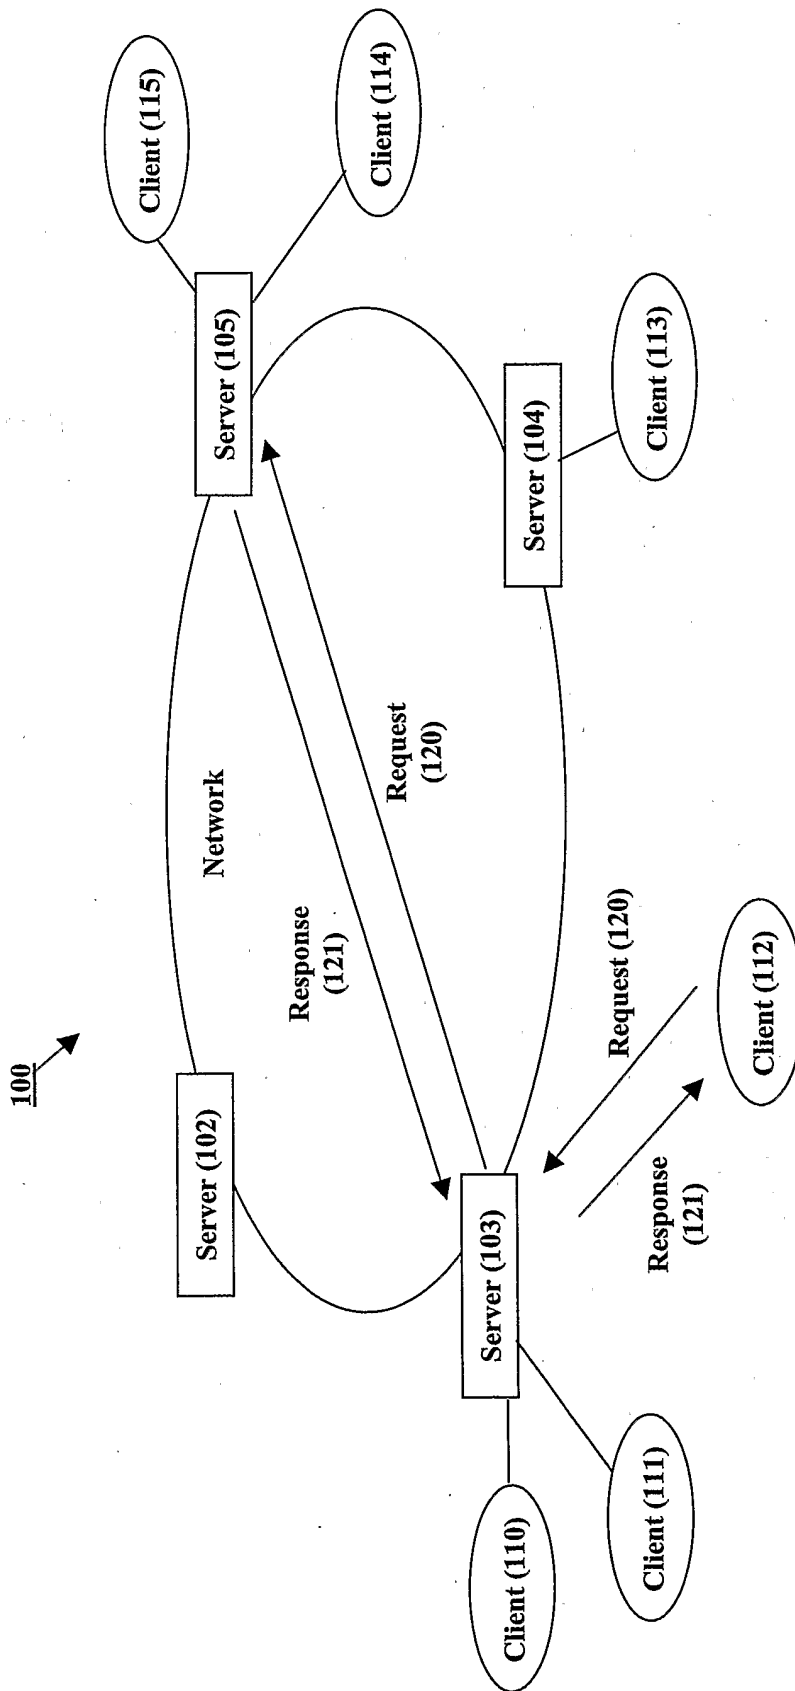 100
Server (102)
Network
Server (105)
Client (115)
Client (114)
Response
(121)
Request
(120)
Server (103)
Server (104)
Client (113)
Client (110)
Client (111)
Response
(121)
Request (120)
Client (112)